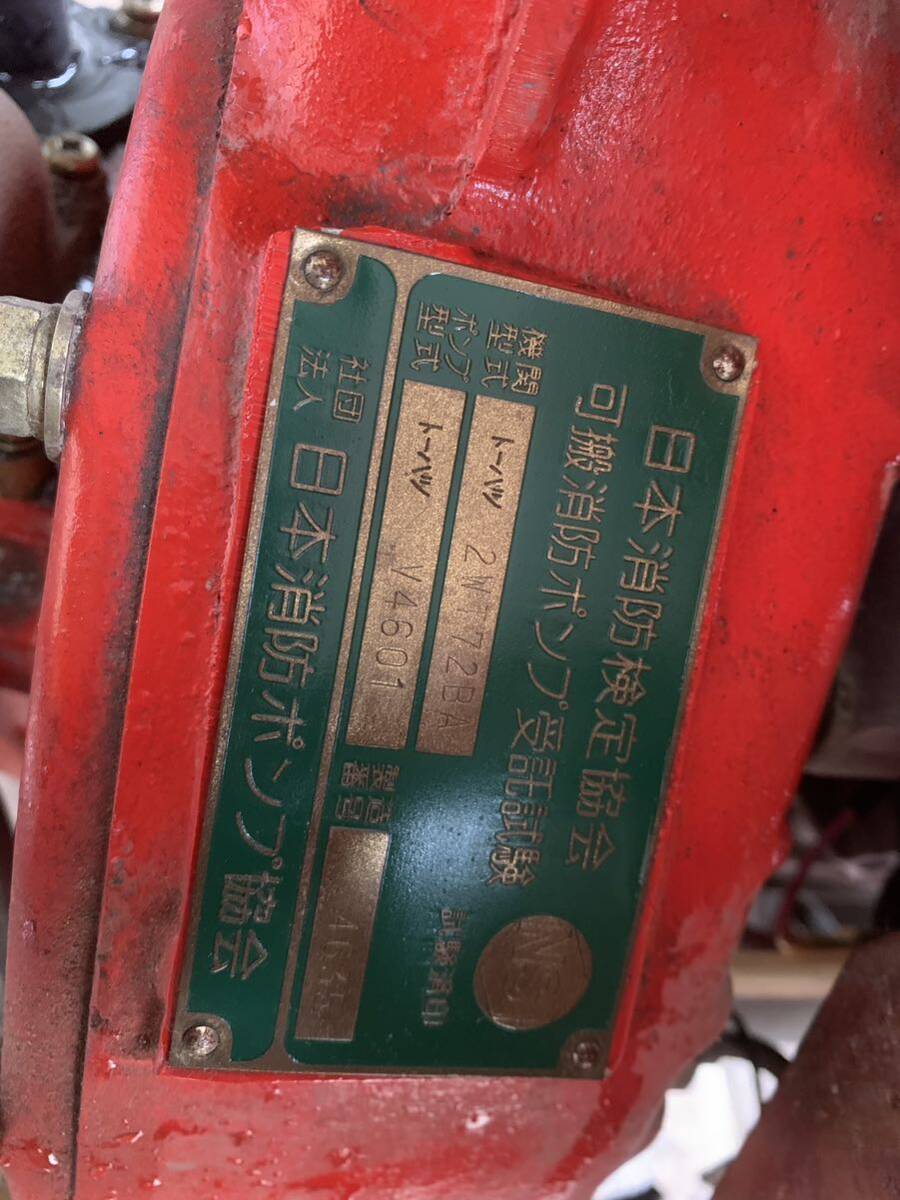 日本消防検定協会
可搬消防ポンプ受託試験
機関型式 トーハツ 2WT72BA
ポンプ型式 トーハツ V4601
製造番号
試験済印 NS
社団法人 日本消防ポンプ協会